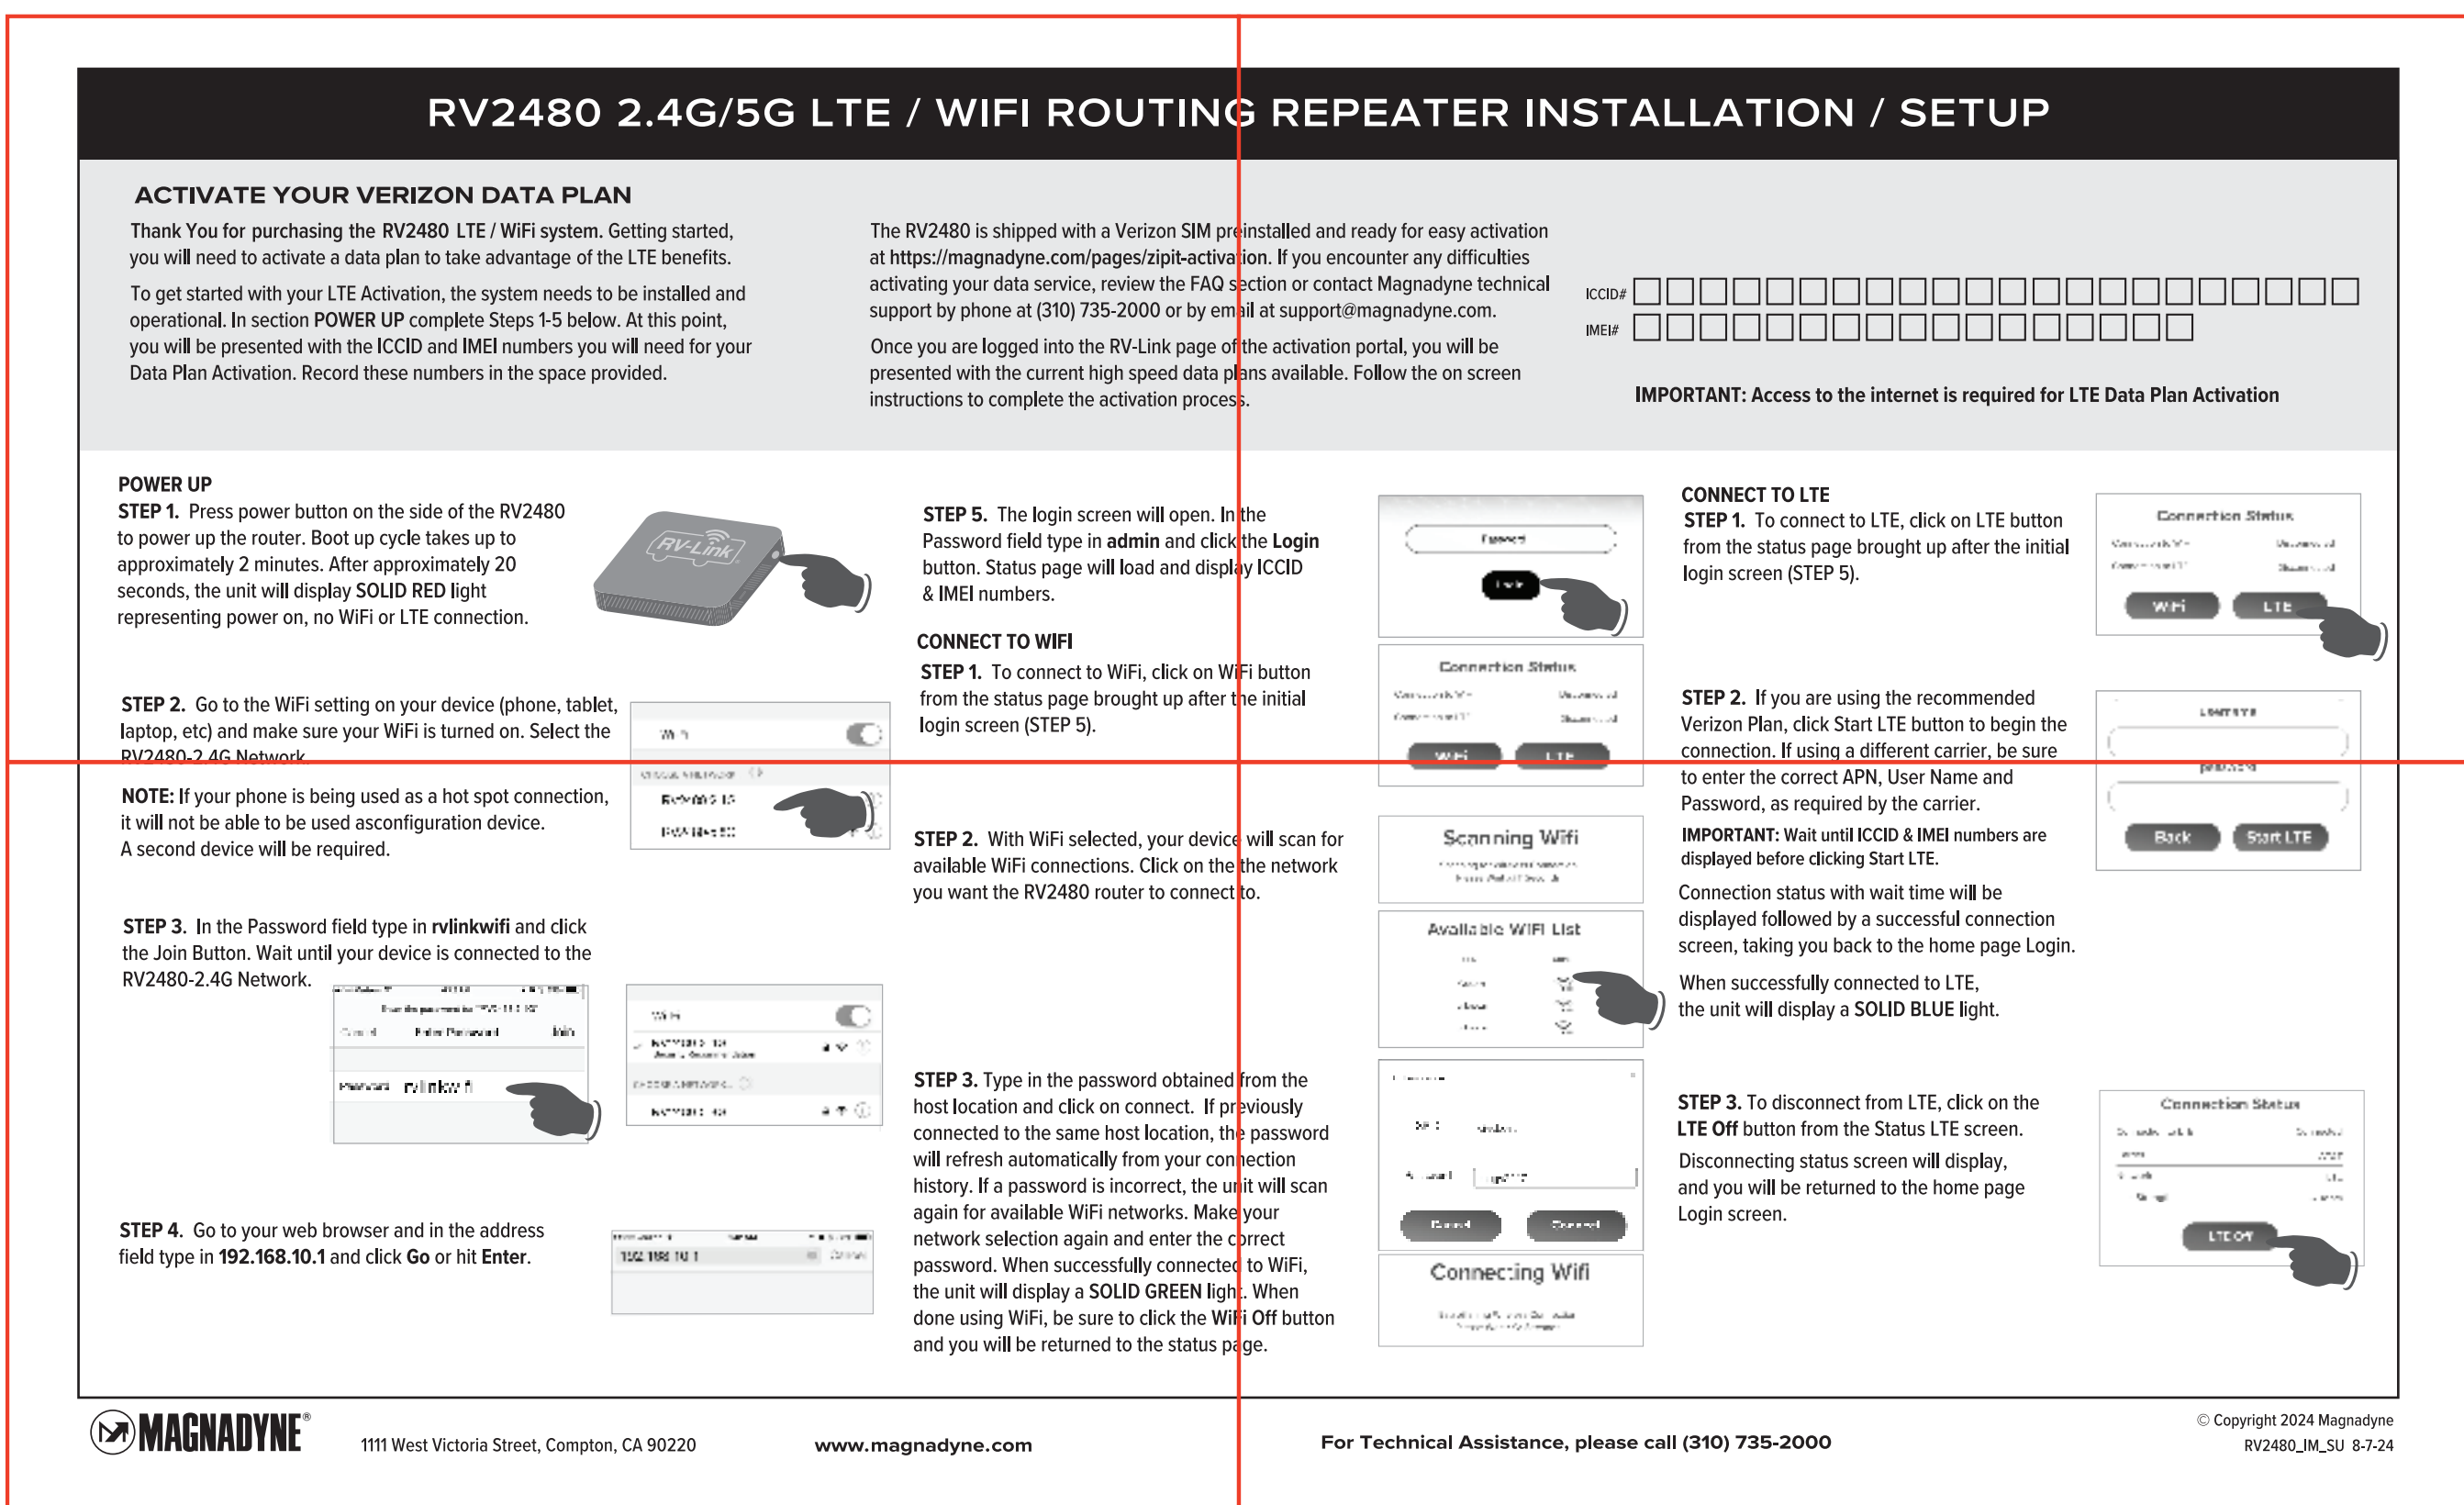 RV2480 2.4G/5G LTE / WIFI ROUTING REPEATER INSTALLATION / SETUP
ACTIVATE YOUR VERIZON DATA PLAN
Thank You for purchasing the RV2480 LTE / WiFi system. Getting started,
you will need to activate a data plan to take advantage of the LTE benefits.
To get started with your LTE Activation, the system needs to be installed and
operational. In section POWER UP complete Steps 1-5 below. At this point,
you will be presented with the ICCID and IMEI numbers you will need for your
Data Plan Activation. Record these numbers in the space provided.
The RV2480 is shipped with a Verizon SIM preinstalled and ready for easy activation
at https://magnadyne.com/pages/zipit-activation. If you encounter any difficulties
activating your data service, review the FAQ section or contact Magnadyne technical
support by phone at (310) 735-2000 or by email at support@magnadyne.com.
Once you are logged into the RV-Link page of the activation portal, you will be
presented with the current high speed data plans available. Follow the on screen
instructions to complete the activation process.
ICCID#
IMEI#
IMPORTANT: Access to the internet is required for LTE Data Plan Activation
POWER UP
STEP 1. Press power button on the side of the RV2480
to power up the router. Boot up cycle takes up to
approximately 2 minutes. After approximately 20
seconds, the unit will display SOLID RED light
representing power on, no WiFi or LTE connection.
RV-Link
STEP 2. Go to the WiFi setting on your device (phone, tablet,
laptop, etc) and make sure your WiFi is turned on. Select the
RV2480-2.4G Network.
NOTE: If your phone is being used as a hot spot connection,
it will not be able to be used asconfiguration device.
A second device will be required.
Wi-Fi
CHOOSE A NETWORK
STEP 3. In the Password field type in rvlinkwifi and click
the Join Button. Wait until your device is connected to the
RV2480-2.4G Network.
Cancel Enter Password Join
Password rvlinkwifi
Wi-Fi
CHOOSE A NETWORK...
STEP 4. Go to your web browser and in the address
field type in 192.168.10.1 and click Go or hit Enter.
192.168.10.1 Cancel
STEP 5. The login screen will open. In the
Password field type in admin and click the Login
button. Status page will load and display ICCID
& IMEI numbers.
Password
Login
CONNECT TO WIFI
STEP 1. To connect to WiFi, click on WiFi button
from the status page brought up after the initial
login screen (STEP 5).
Connection Status
WiFi LTE
STEP 2. With WiFi selected, your device will scan for
available WiFi connections. Click on the the network
you want the RV2480 router to connect to.
Scanning Wifi
Available WIFI List
STEP 3. Type in the password obtained from the
host location and click on connect. If previously
connected to the same host location, the password
will refresh automatically from your connection
history. If a password is incorrect, the unit will scan
again for available WiFi networks. Make your
network selection again and enter the correct
password. When successfully connected to WiFi,
the unit will display a SOLID GREEN light. When
done using WiFi, be sure to click the WiFi Off button
and you will be returned to the status page.
Cancel Connect
Connecting Wifi
CONNECT TO LTE
STEP 1. To connect to LTE, click on LTE button
from the status page brought up after the initial
login screen (STEP 5).
Connection Status
WiFi LTE
STEP 2. If you are using the recommended
Verizon Plan, click Start LTE button to begin the
connection. If using a different carrier, be sure
to enter the correct APN, User Name and
Password, as required by the carrier.
IMPORTANT: Wait until ICCID & IMEI numbers are
displayed before clicking Start LTE.
Connection status with wait time will be
displayed followed by a successful connection
screen, taking you back to the home page Login.
When successfully connected to LTE,
the unit will display a SOLID BLUE light.
username
password
Back Start LTE
STEP 3. To disconnect from LTE, click on the
LTE Off button from the Status LTE screen.
Disconnecting status screen will display,
and you will be returned to the home page
Login screen.
Connection Status
LTE Off
MAGNADYNE®
1111 West Victoria Street, Compton, CA 90220
www.magnadyne.com
For Technical Assistance, please call (310) 735-2000
© Copyright 2024 Magnadyne
RV2480_IM_SU 8-7-24